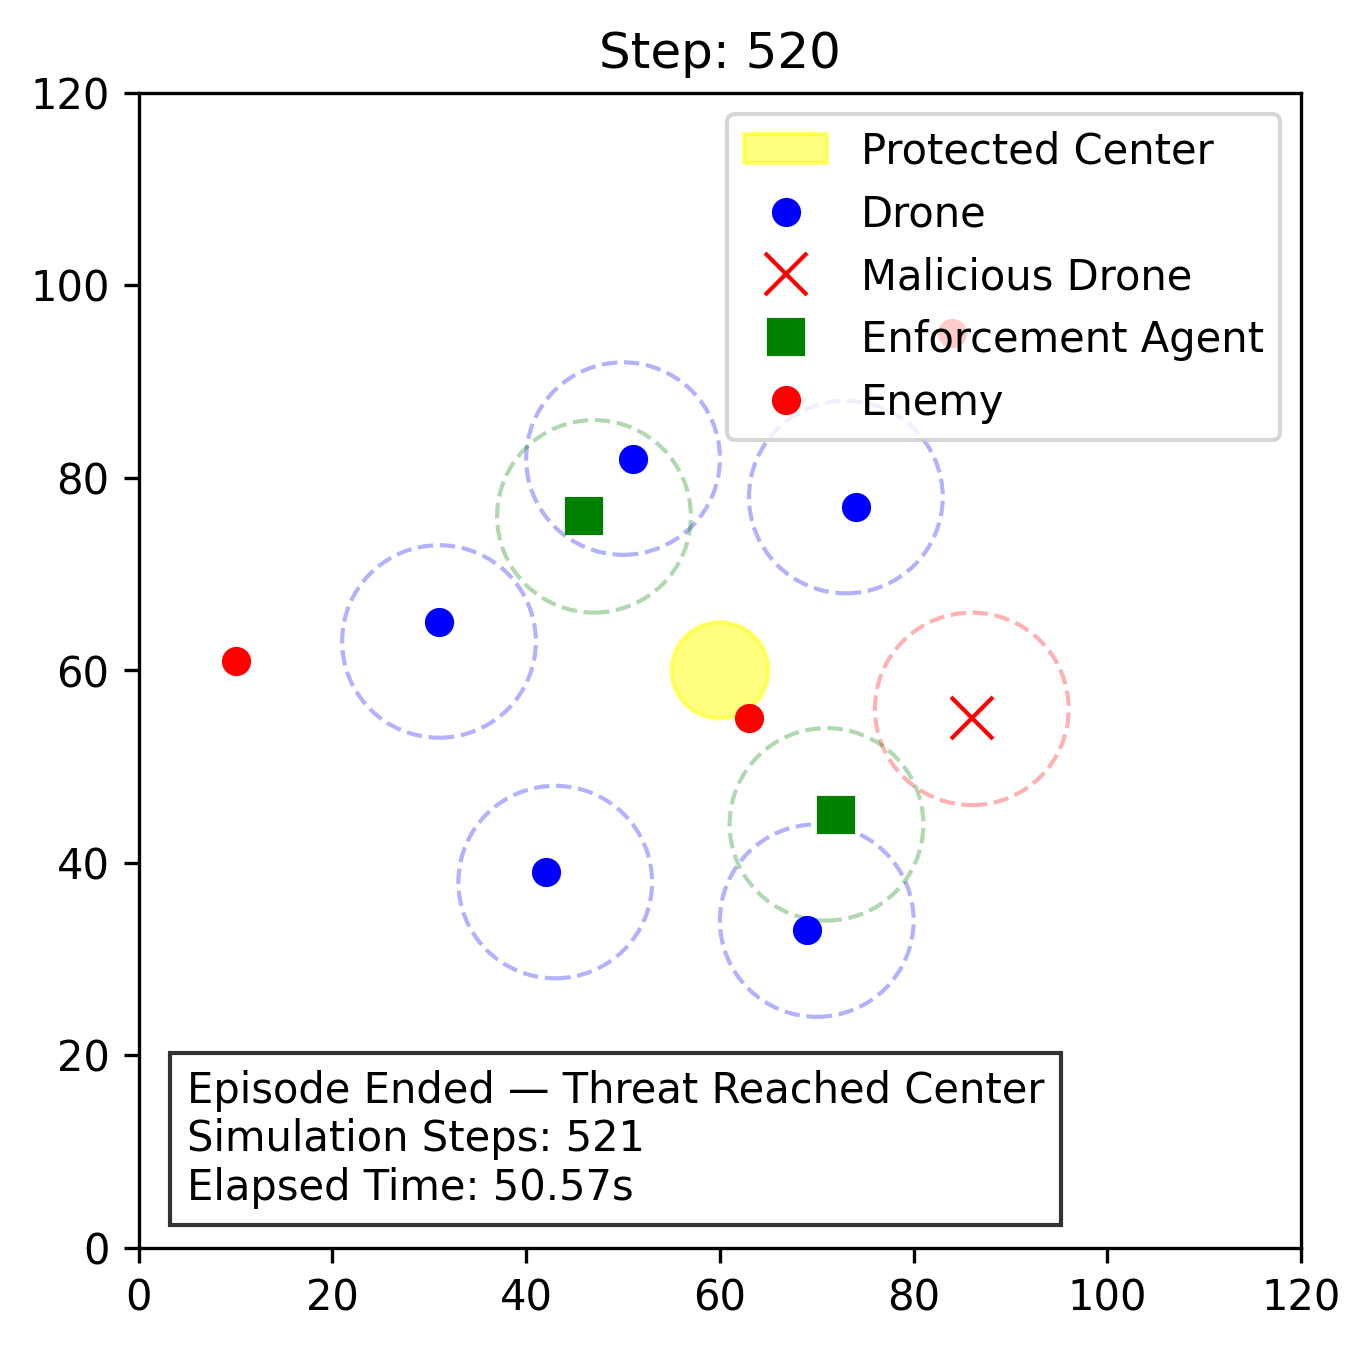 Step: 520
120
100
80
60
40
20
0
0 20 40 60 80 100 120
Protected Center
Drone
Malicious Drone
Enforcement Agent
Enemy
Episode Ended — Threat Reached Center
Simulation Steps: 521
Elapsed Time: 50.57s